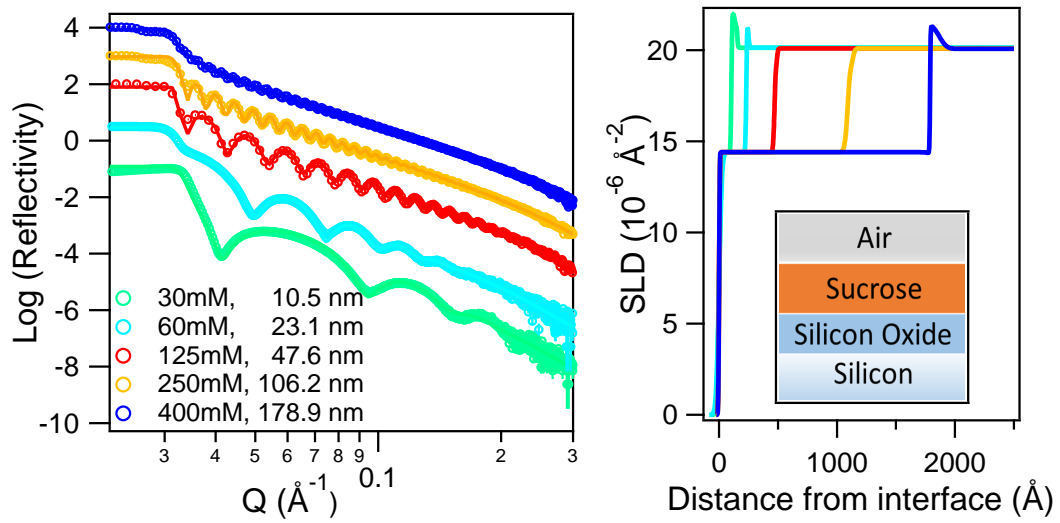 4
2
0
-2
-4
-6
-8
-10
Log (Reflectivity)
30mM, 10.5 nm
60mM, 23.1 nm
125mM, 47.6 nm
250mM, 106.2 nm
400mM, 178.9 nm
3 4 5 6 7 8 9 0.1 2 3
Q (Å⁻¹)
20
15
10
5
0
SLD (10⁻⁶ Å⁻²)
Air
Sucrose
Silicon Oxide
Silicon
0 1000 2000
Distance from interface (Å)